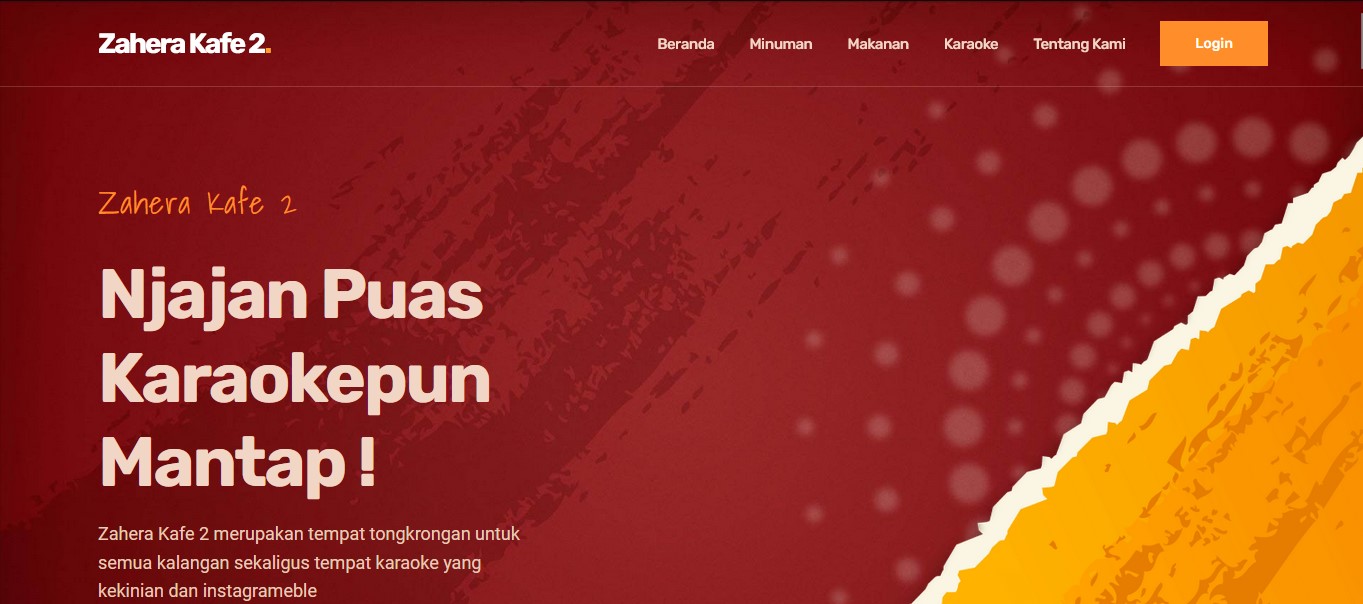 Zahera Kafe 2.
Beranda Minuman Makanan Karaoke Tentang Kami Login
Zahera Kafe 2
Njajan Puas
Karaokepun
Mantap !
Zahera Kafe 2 merupakan tempat tongkrongan untuk
semua kalangan sekaligus tempat karaoke yang
kekinian dan instagrameble